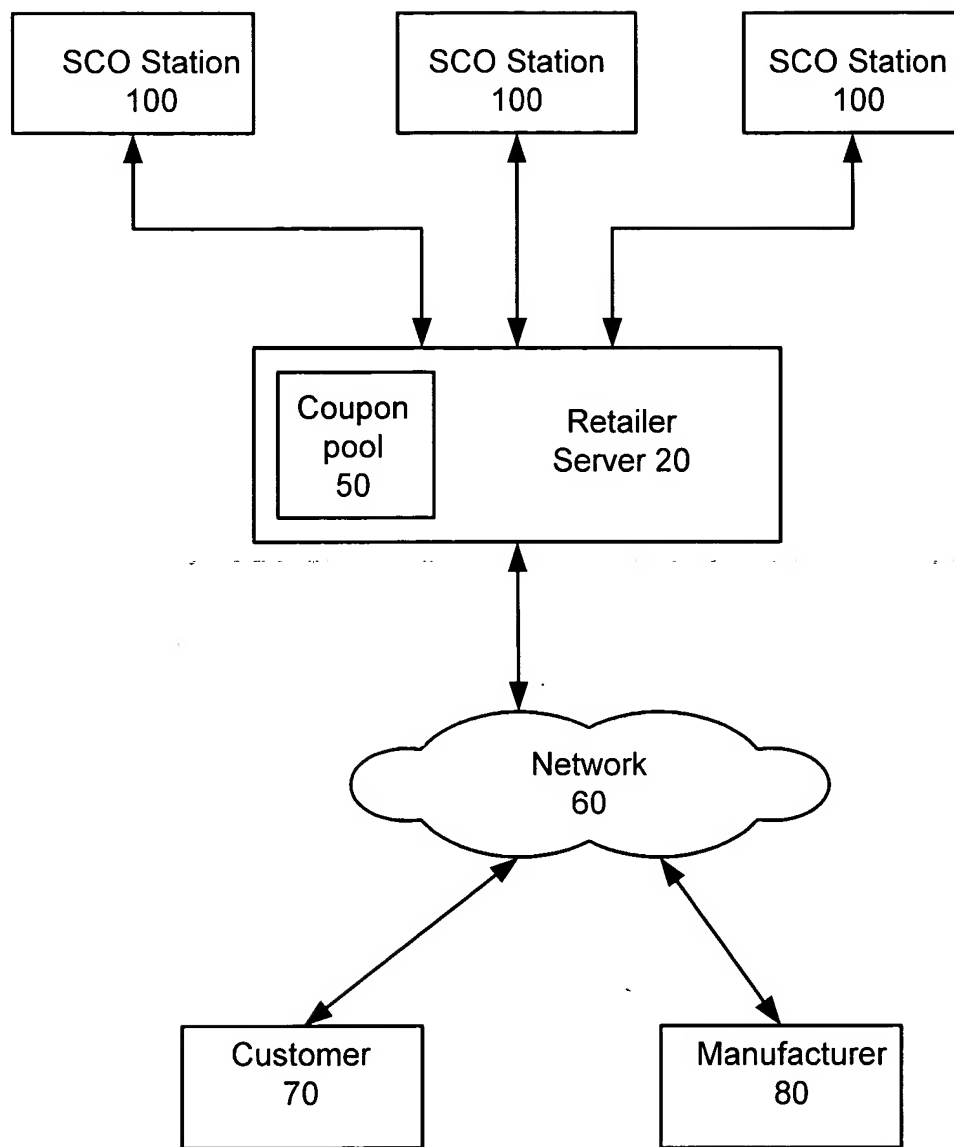 SCO Station
100
SCO Station
100
SCO Station
100
Coupon
pool
50
Retailer
Server 20
Network
60
Customer
70
Manufacturer
80